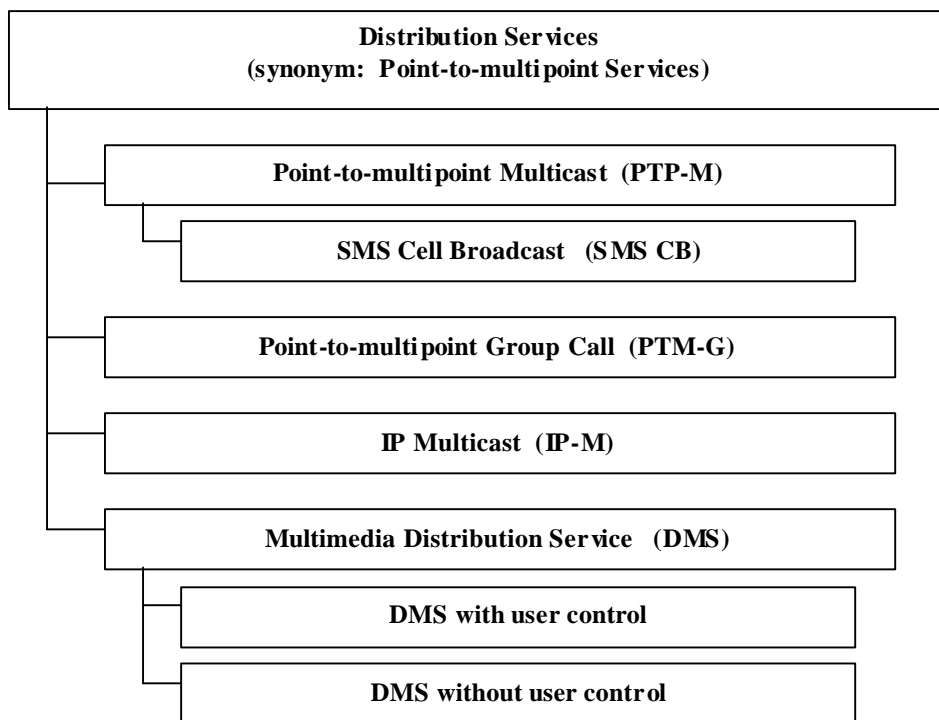 Distribution Services
(synonym: Point-to-multipoint Services)
Point-to-multipoint Multicast (PTP-M)
SMS Cell Broadcast (SMS CB)
Point-to-multipoint Group Call (PTM-G)
IP Multicast (IP-M)
Multimedia Distribution Service (DMS)
DMS with user control
DMS without user control